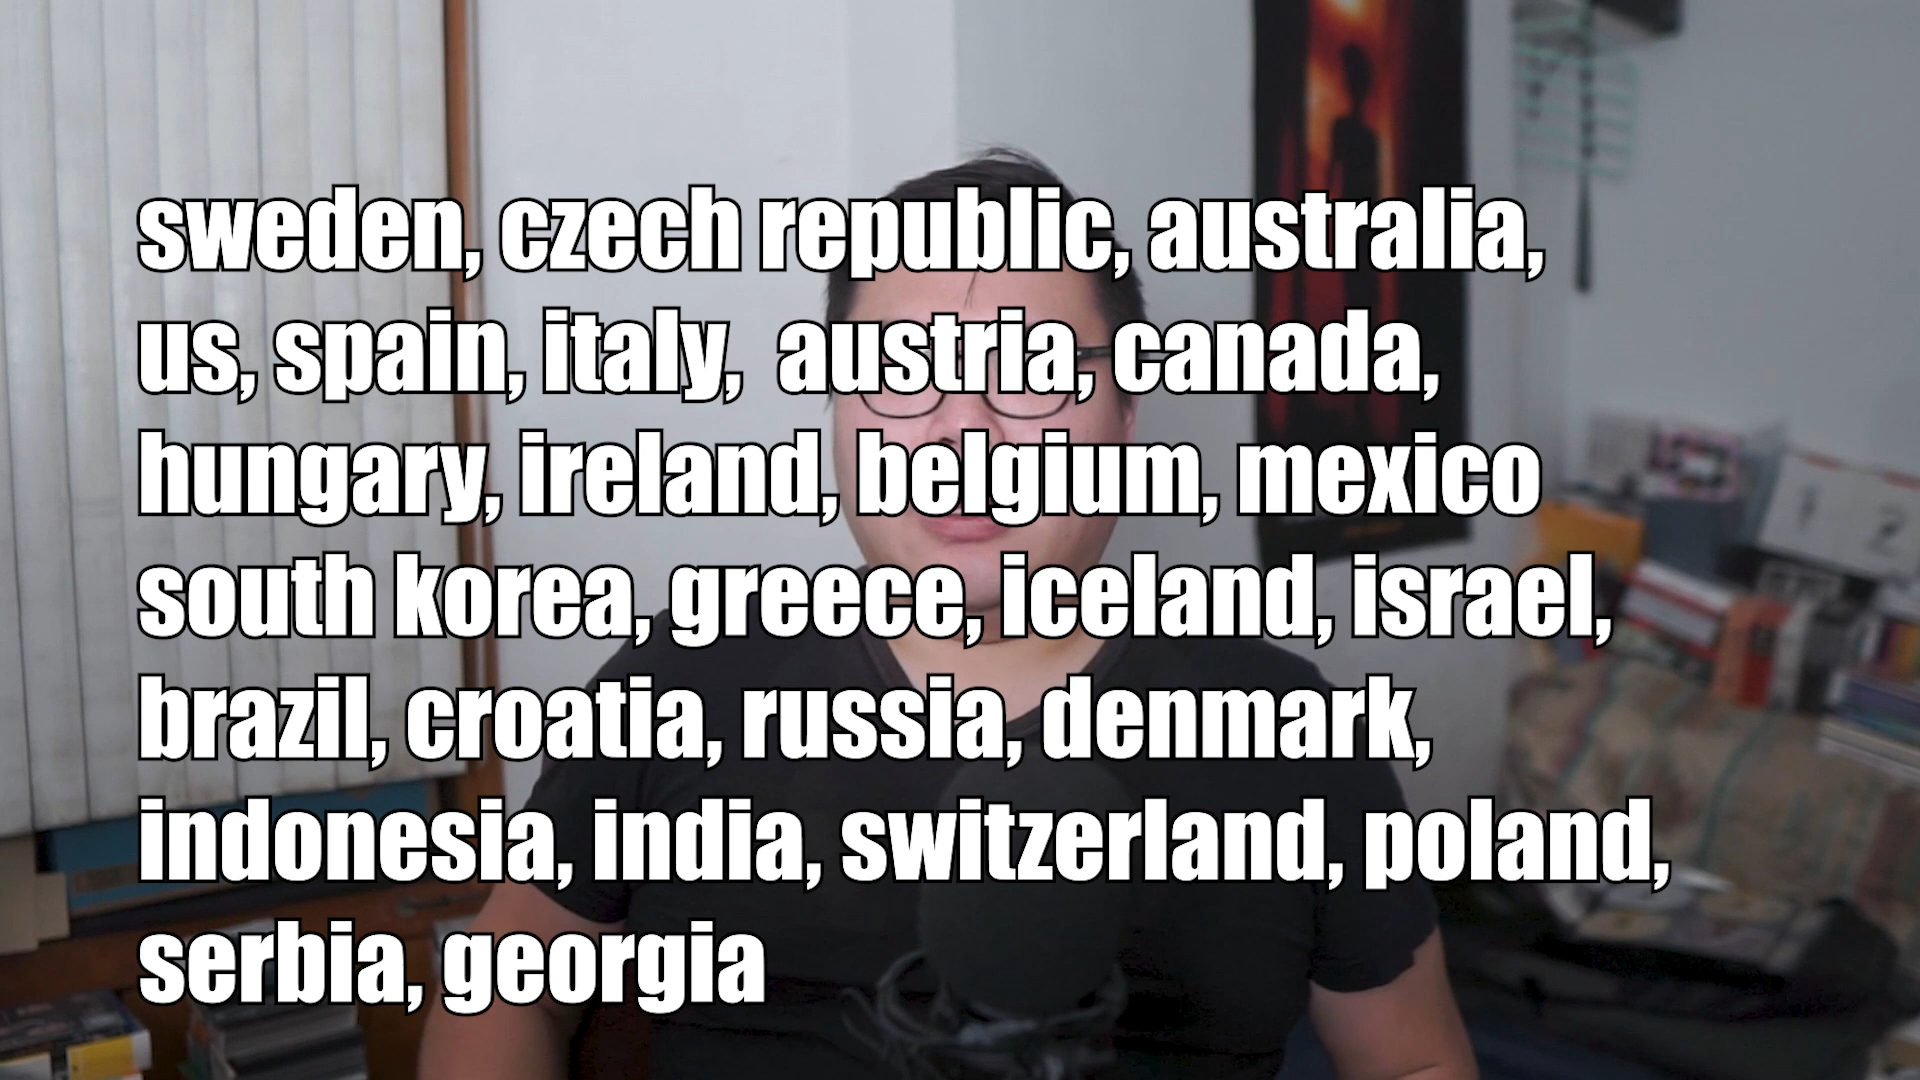 sweden, czech republic, australia,
us, spain, italy, austria, canada,
hungary, ireland, belgium, mexico
south korea, greece, iceland, israel,
brazil, croatia, russia, denmark,
indonesia, india, switzerland, poland,
serbia, georgia